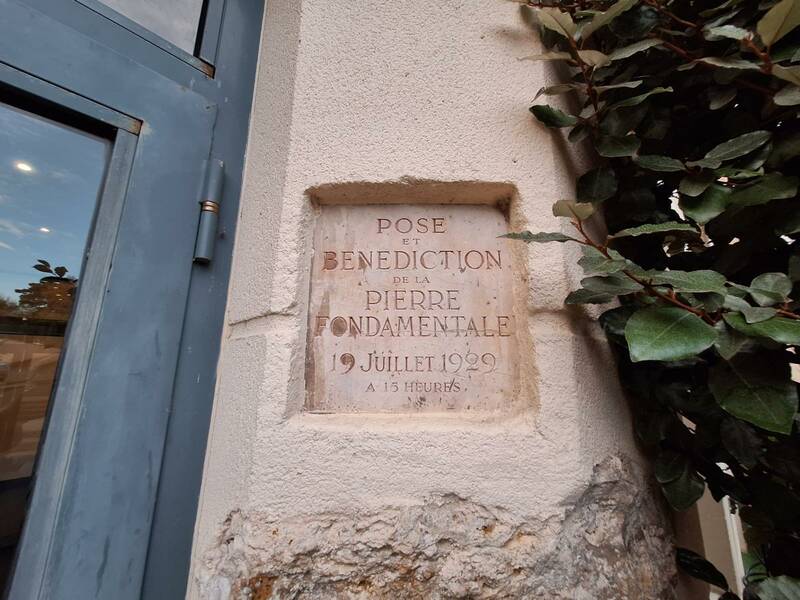 POSE
ET
BENEDICTION
DE LA
PIERRE
FONDAMENTALE
19 JUILLET 1929
A 15 HEURES.